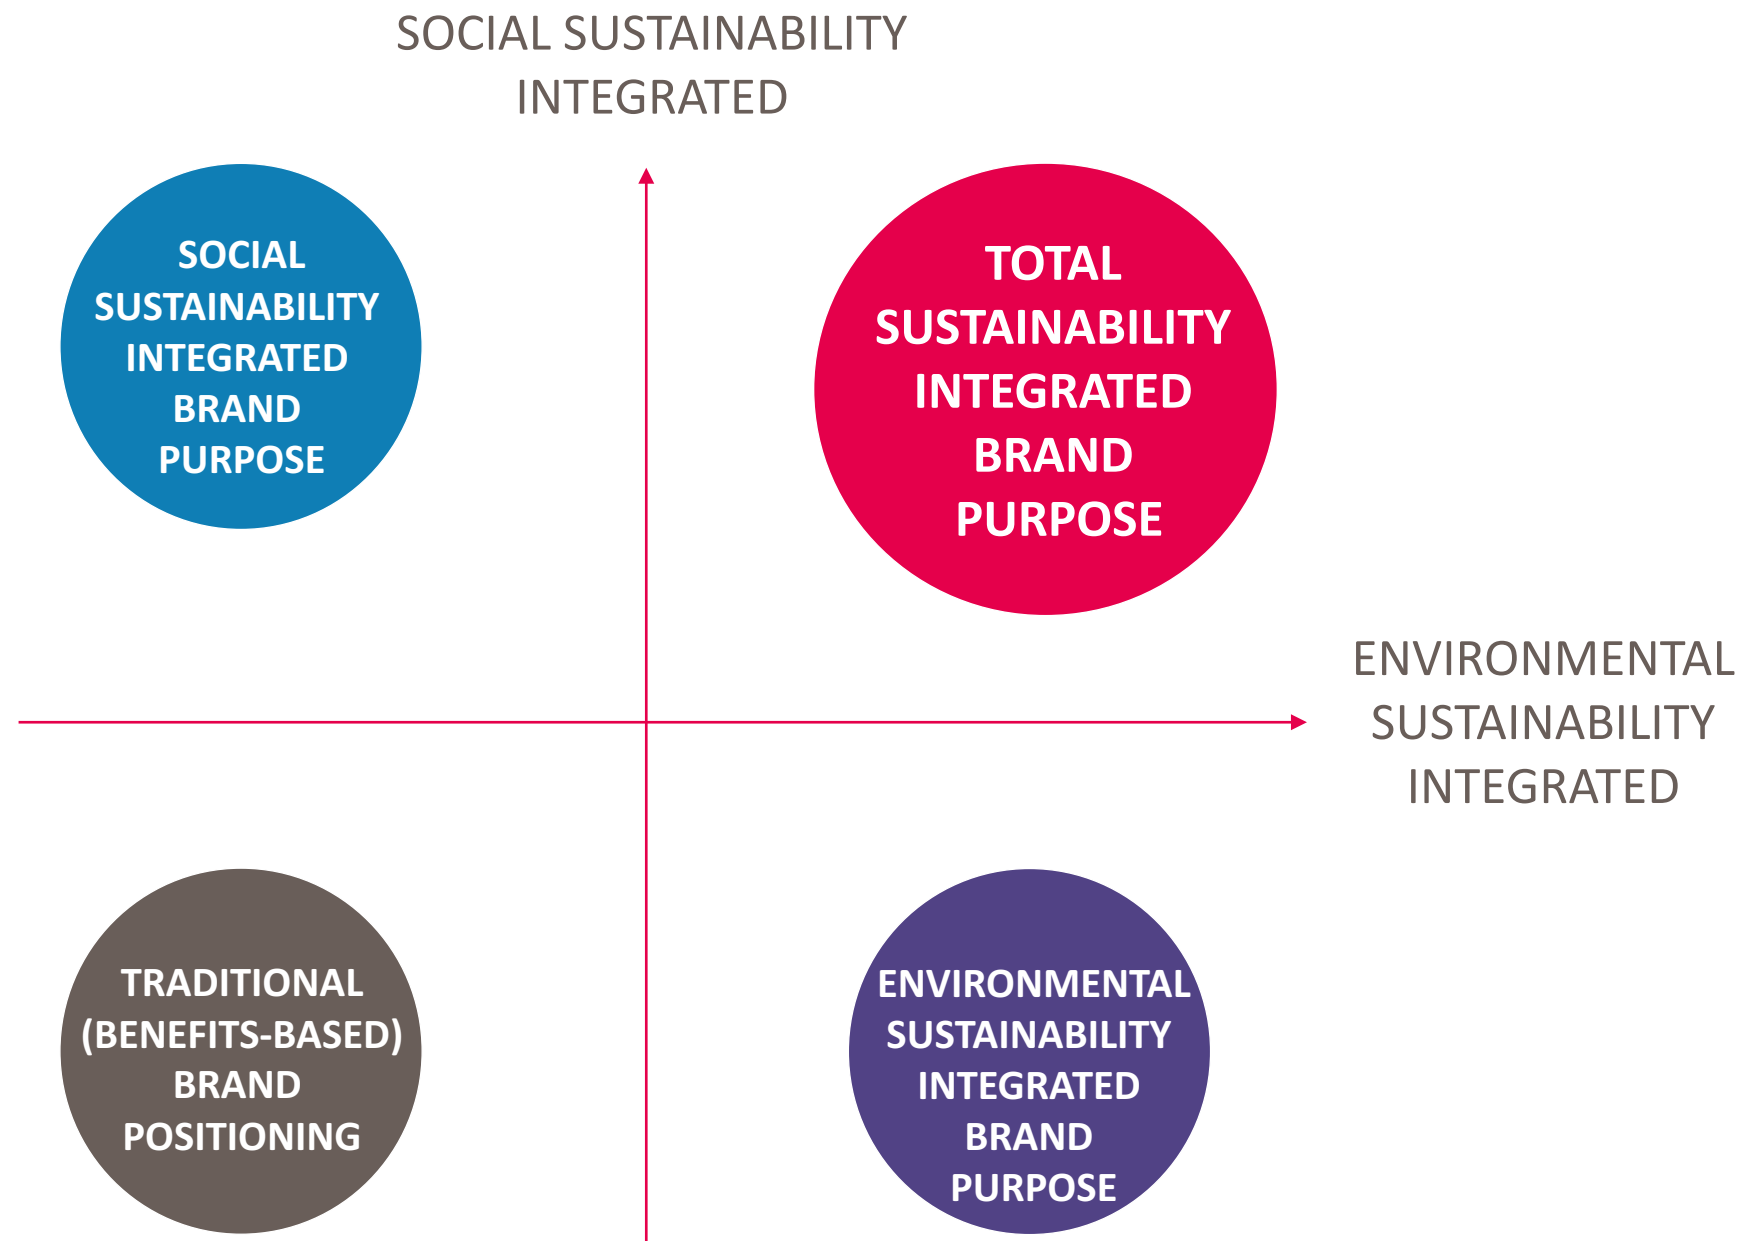 SOCIAL SUSTAINABILITY
INTEGRATED
SOCIAL
SUSTAINABILITY
INTEGRATED
BRAND
PURPOSE
TOTAL
SUSTAINABILITY
INTEGRATED
BRAND
PURPOSE
ENVIRONMENTAL
SUSTAINABILITY
INTEGRATED
TRADITIONAL
(BENEFITS-BASED)
BRAND
POSITIONING
ENVIRONMENTAL
SUSTAINABILITY
INTEGRATED
BRAND
PURPOSE